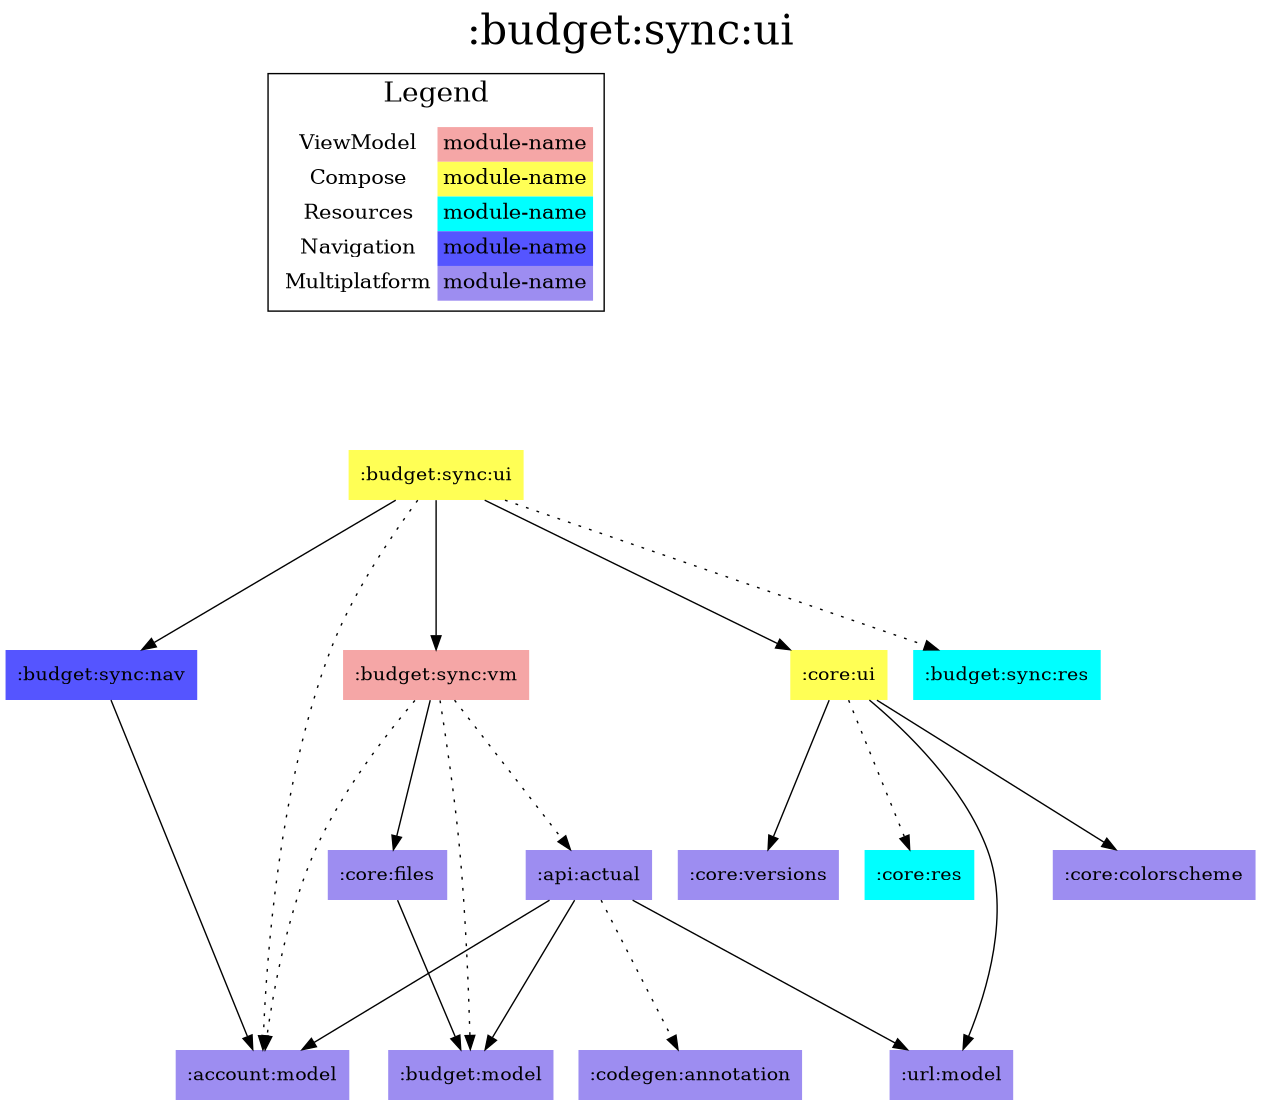 :budget:sync:ui
Legend
ViewModel module-name
Compose module-name
Resources module-name
Navigation module-name
Multiplatform module-name
:budget:sync:ui
:budget:sync:nav :budget:sync:vm :core:ui :budget:sync:res
:core:files :api:actual :core:versions :core:res :core:colorscheme
:account:model :budget:model :codegen:annotation :url:model